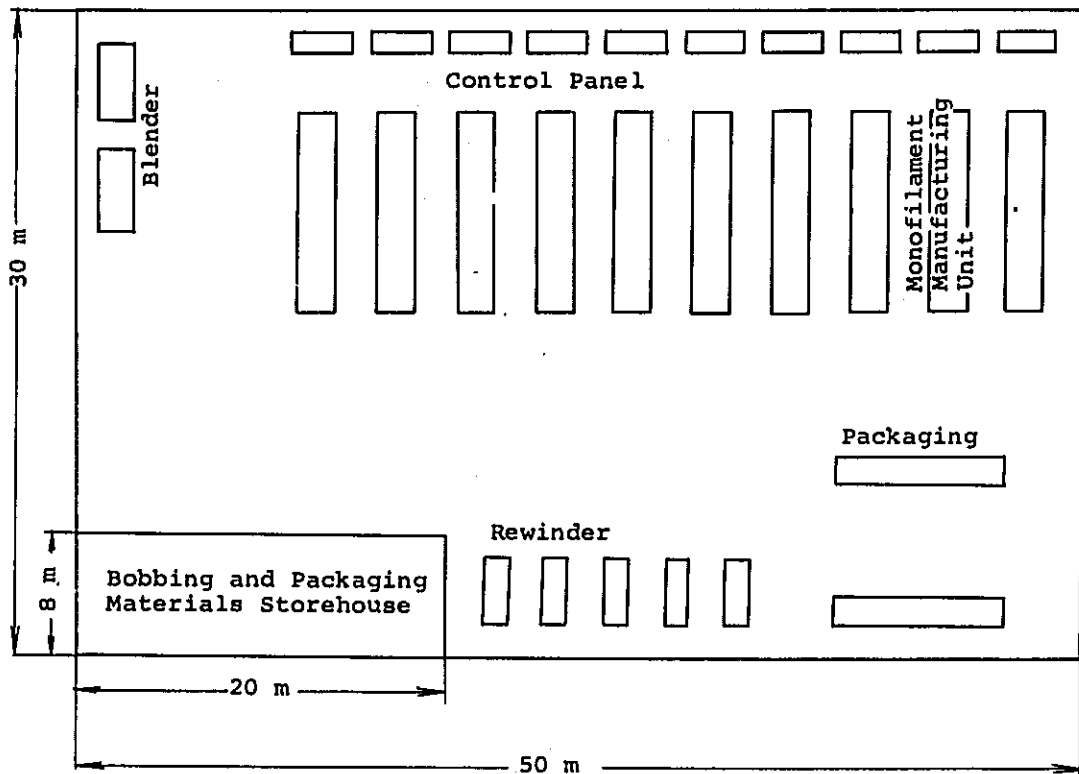 Control Panel
Blender
Monofilament
Manufacturing
Unit
30 m
Packaging
Rewinder
8 m
Bobbing and Packaging
Materials Storehouse
20 m
50 m